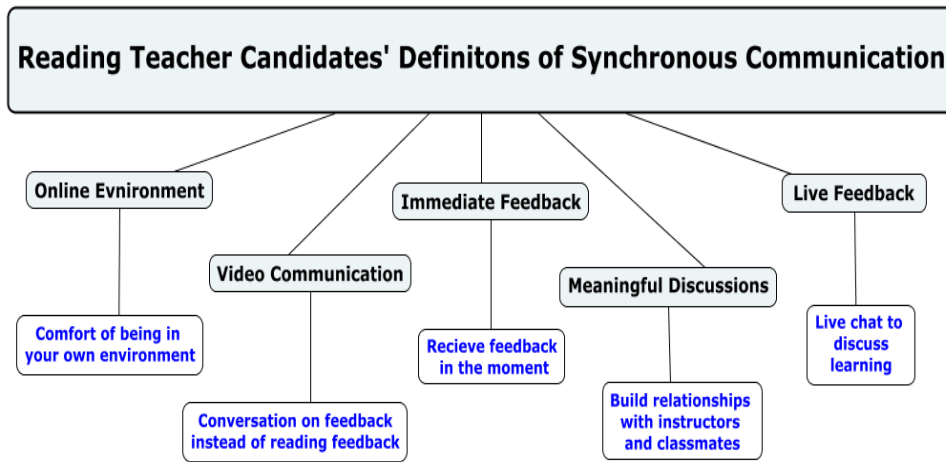 Reading Teacher Candidates' Definitons of Synchronous Communication
Online Evnironment
Comfort of being in
your own environment
Video Communication
Conversation on feedback
instead of reading feedback
Immediate Feedback
Recieve feedback
in the moment
Meaningful Discussions
Build relationships
with instructors
and classmates
Live Feedback
Live chat to
discuss
learning